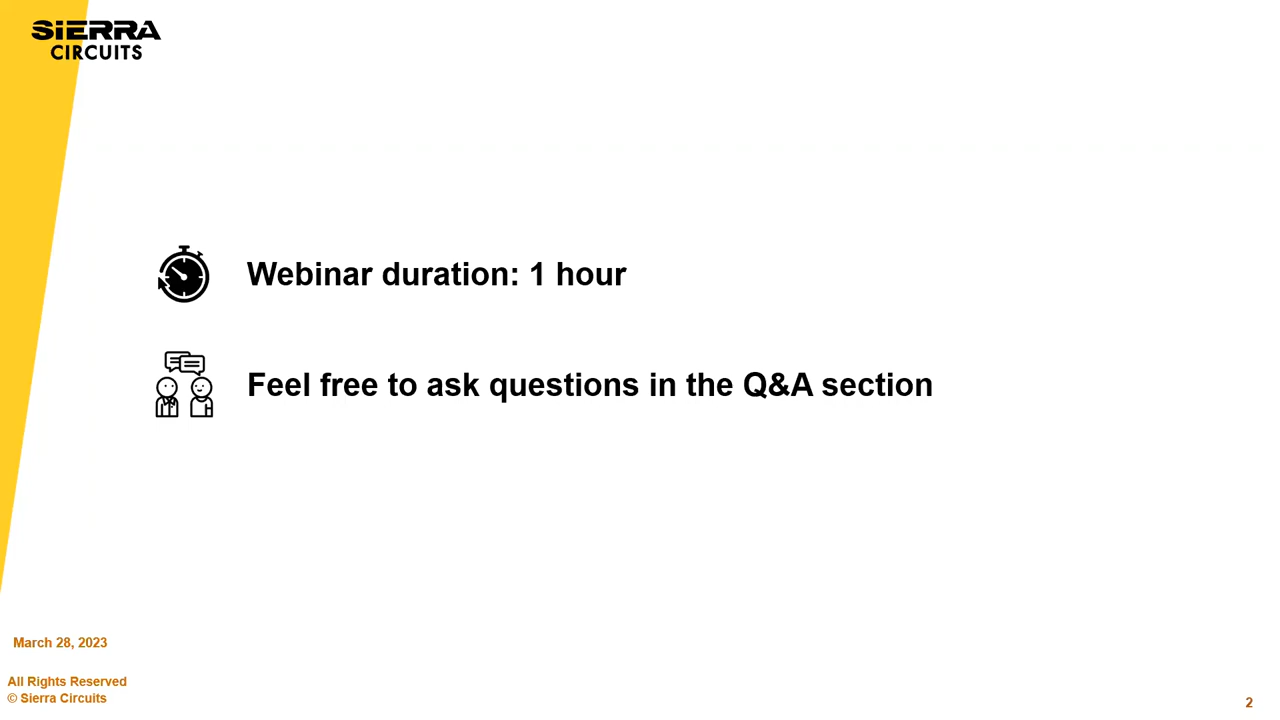 SIERRA
CIRCUITS
Webinar duration: 1 hour
Feel free to ask questions in the Q&A section
March 28, 2023
All Rights Reserved
© Sierra Circuits
2